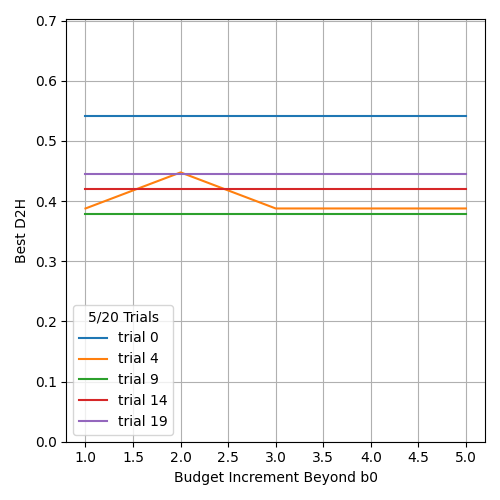 0.7
0.6
0.5
0.4
0.3
0.2
0.1
0.0
Best D2H
5/20 Trials
trial 0
trial 4
trial 9
trial 14
trial 19
1.0 1.5 2.0 2.5 3.0 3.5 4.0 4.5 5.0
Budget Increment Beyond b0